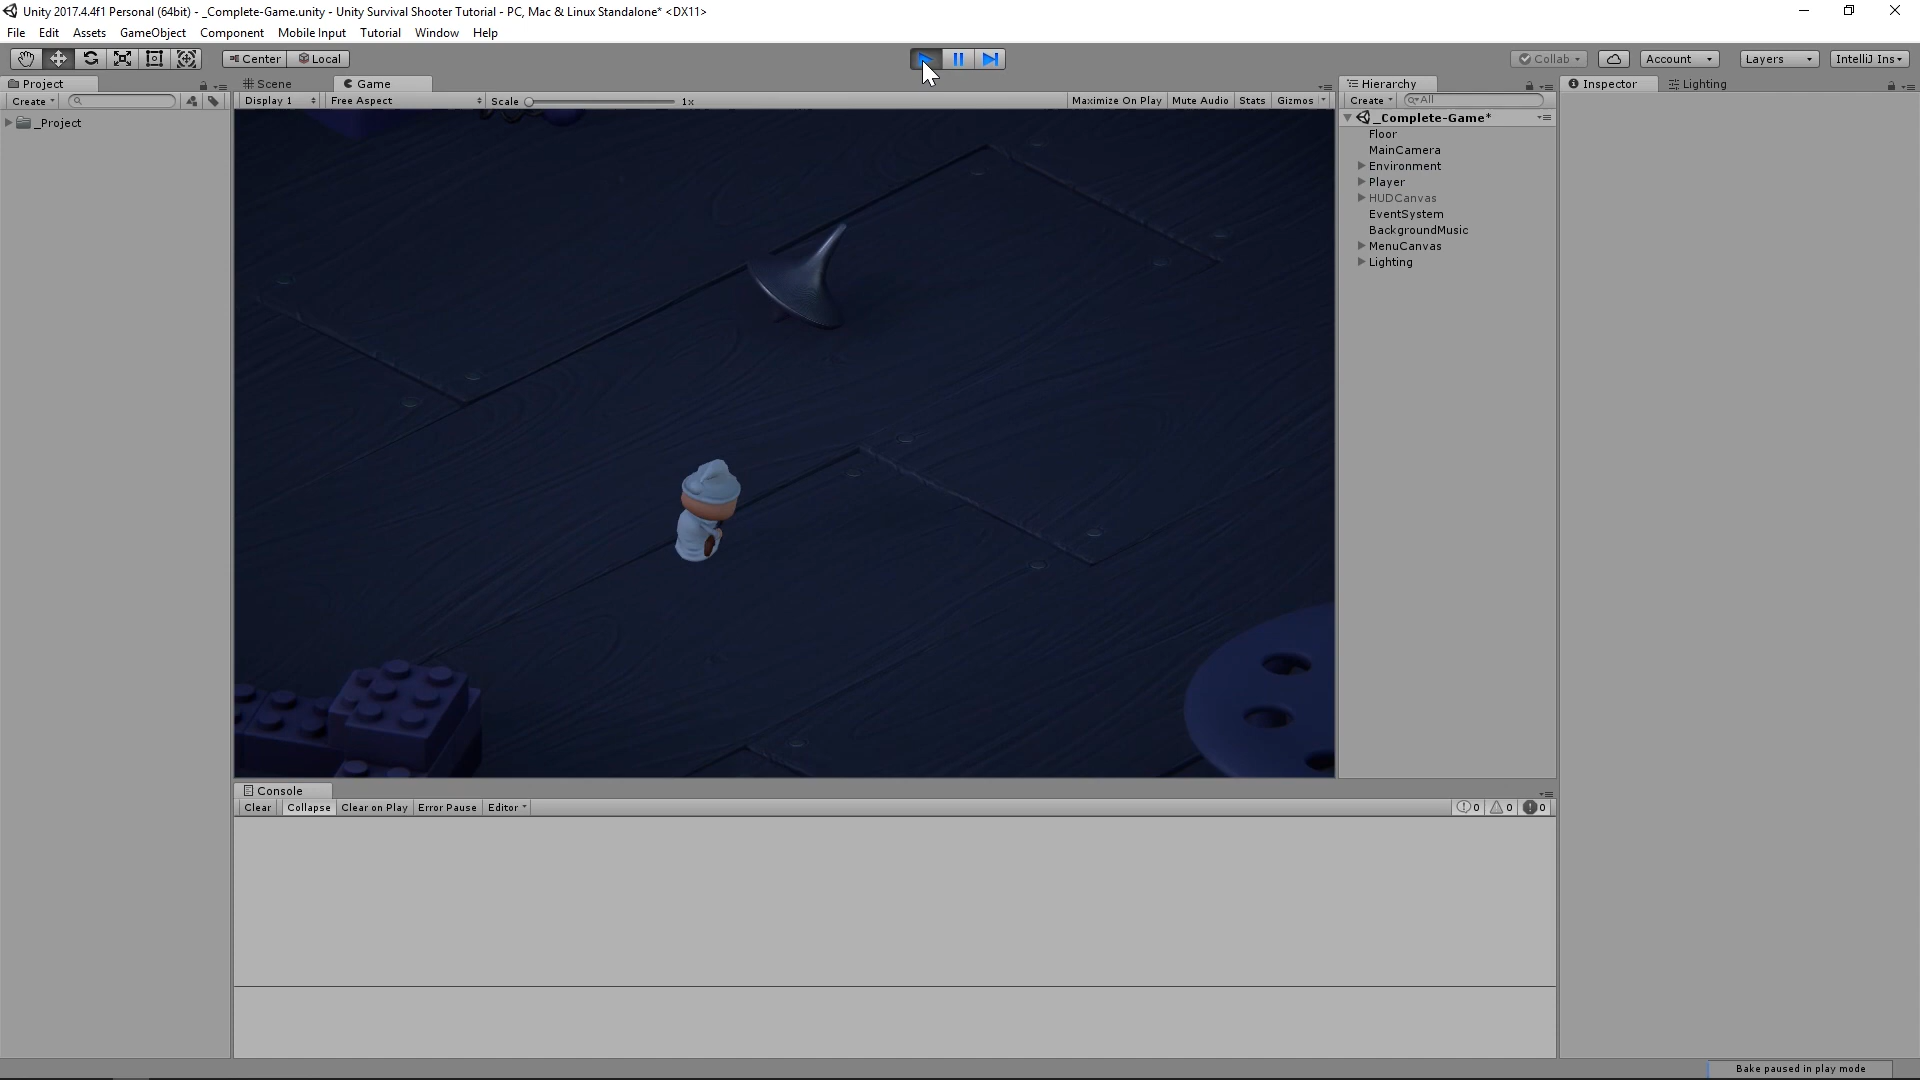 Unity 2017.4.4f1 Personal (64bit) - _Complete-Game.unity - Unity Survival Shooter Tutorial - PC, Mac & Linux Standalone* <DX11>
File Edit Assets GameObject Component Mobile Input Tutorial Window Help
Center Local Collab Account Layers IntelliJ Ins
Project Scene Game Hierarchy Inspector Lighting
Create Display 1 Free Aspect Scale 1x Maximize On Play Mute Audio Stats Gizmos Create All
_Project
_Complete-Game*
Floor
MainCamera
Environment
Player
HUDCanvas
EventSystem
BackgroundMusic
MenuCanvas
Lighting
Console
Clear Collapse Clear on Play Error Pause Editor 0 0 0
Bake paused in play mode